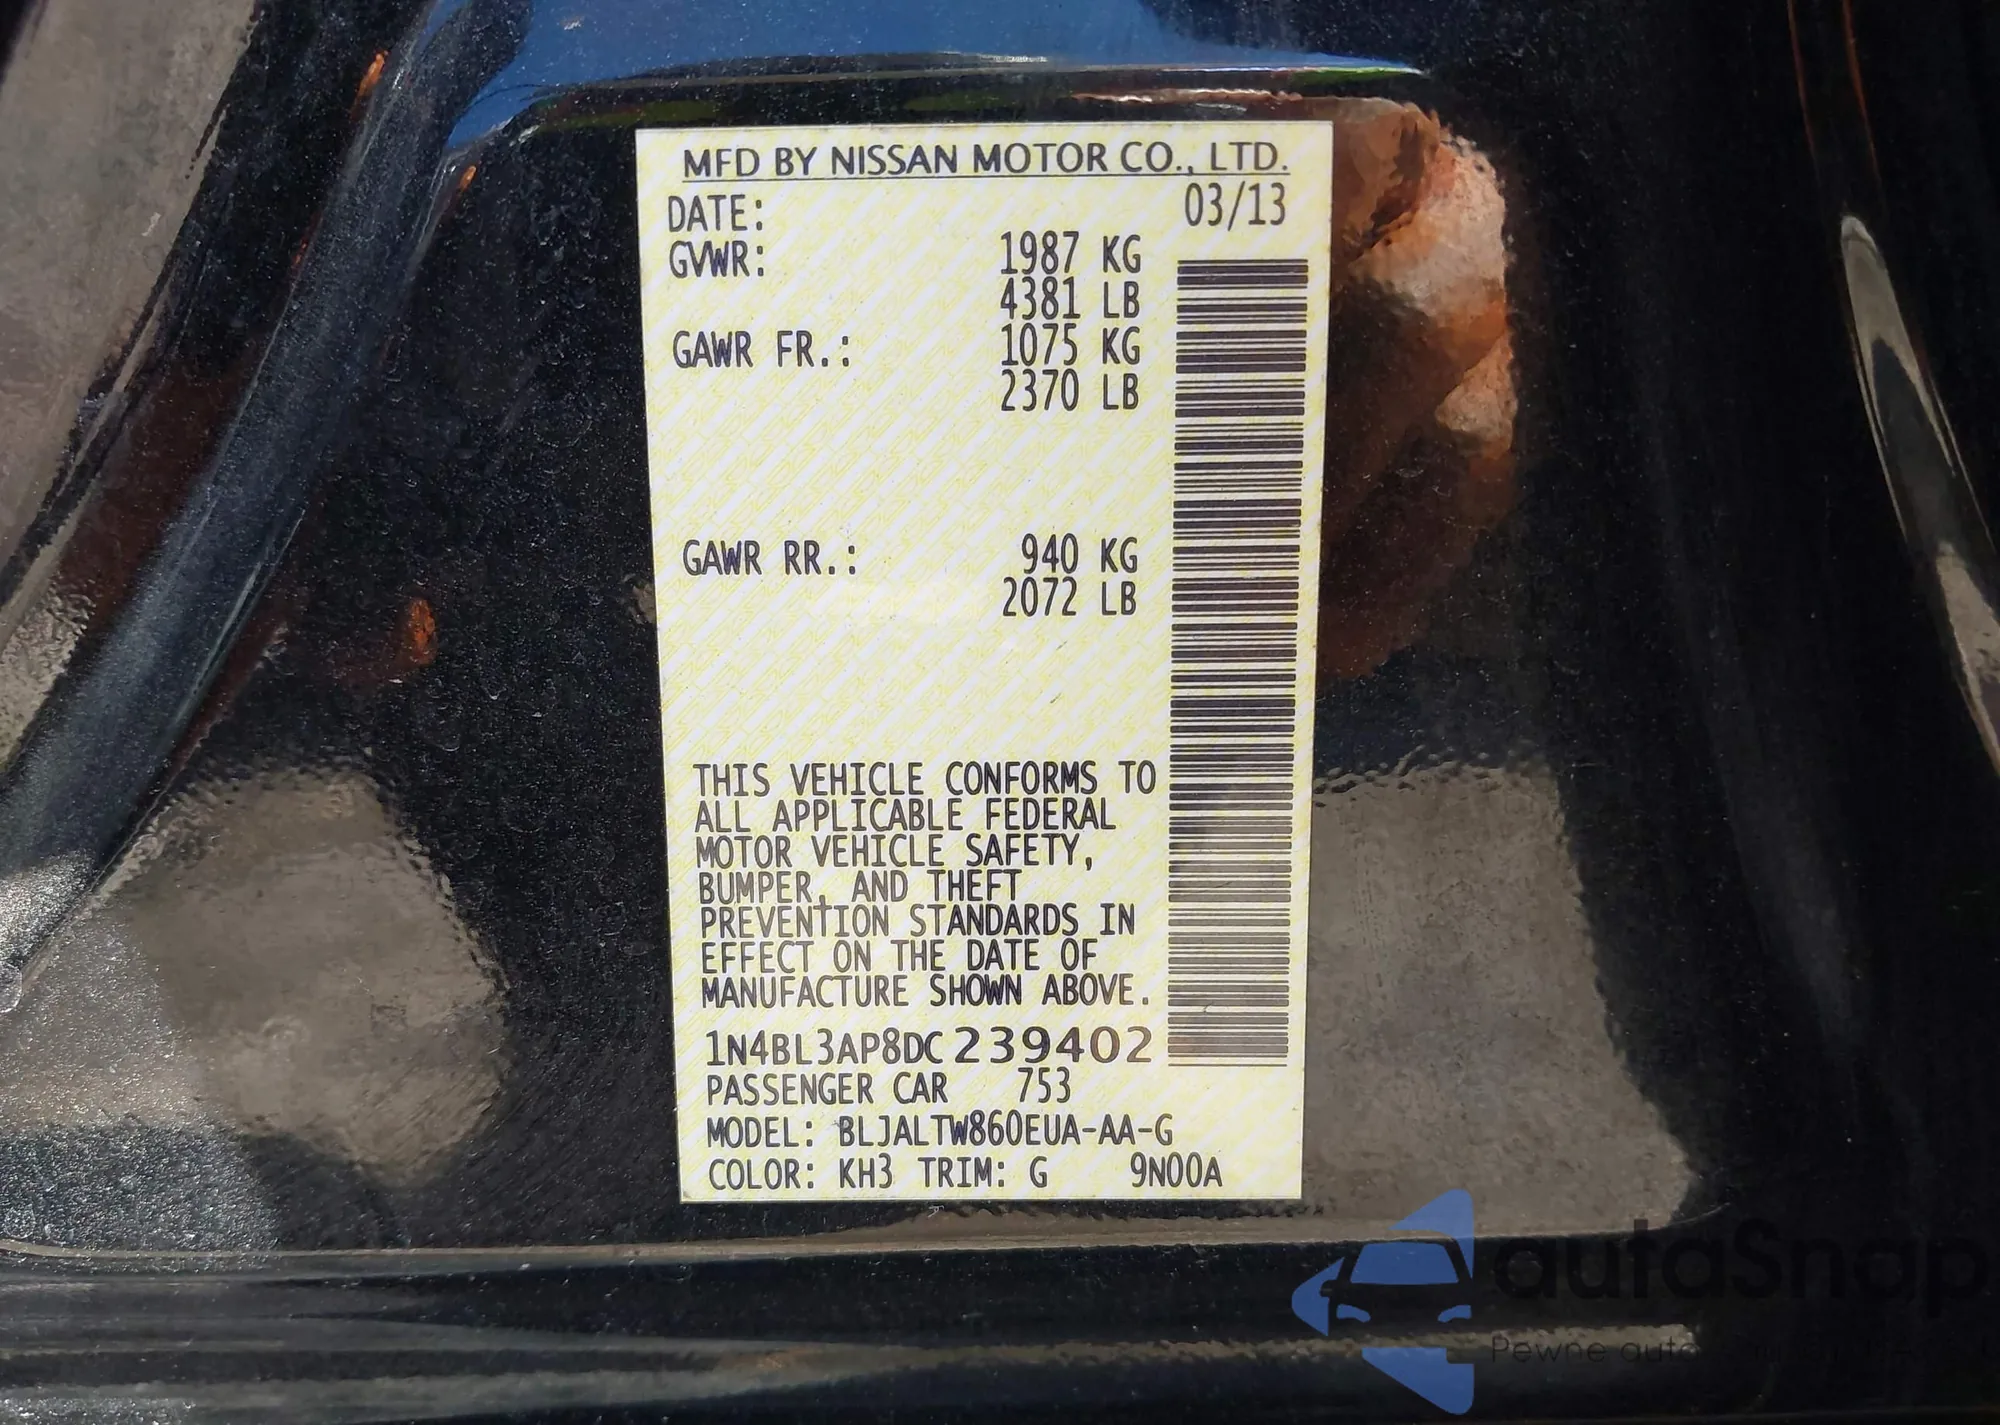 MFD BY NISSAN MOTOR CO., LTD.
DATE: 03/13
GVWR: 1987 KG
4381 LB
GAWR FR.: 1075 KG
2370 LB
GAWR RR.: 940 KG
2072 LB
THIS VEHICLE CONFORMS TO
ALL APPLICABLE FEDERAL
MOTOR VEHICLE SAFETY,
BUMPER, AND THEFT
PREVENTION STANDARDS IN
EFFECT ON THE DATE OF
MANUFACTURE SHOWN ABOVE.
1N4BL3AP8DC239402
PASSENGER CAR 753
MODEL: BLJALTW860EUA-AA-G
COLOR: KH3 TRIM: G 9N00A
autoSnap
Pewne auto